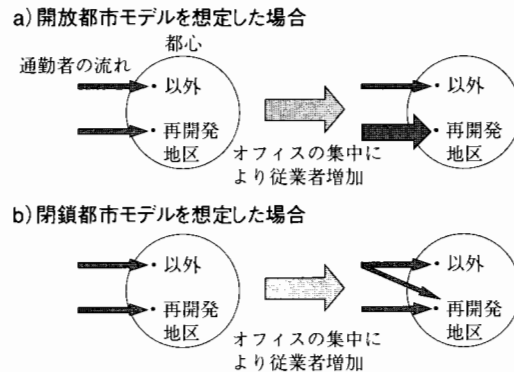 a) 開放都市モデルを想定した場合
都心
通勤者の流れ
・以外
・以外
・再開発
地区
・再開発
地区
オフィスの集中に
より従業者増加
b) 閉鎖都市モデルを想定した場合
・以外
・以外
・再開発
地区
・再開発
地区
オフィスの集中に
より従業者増加